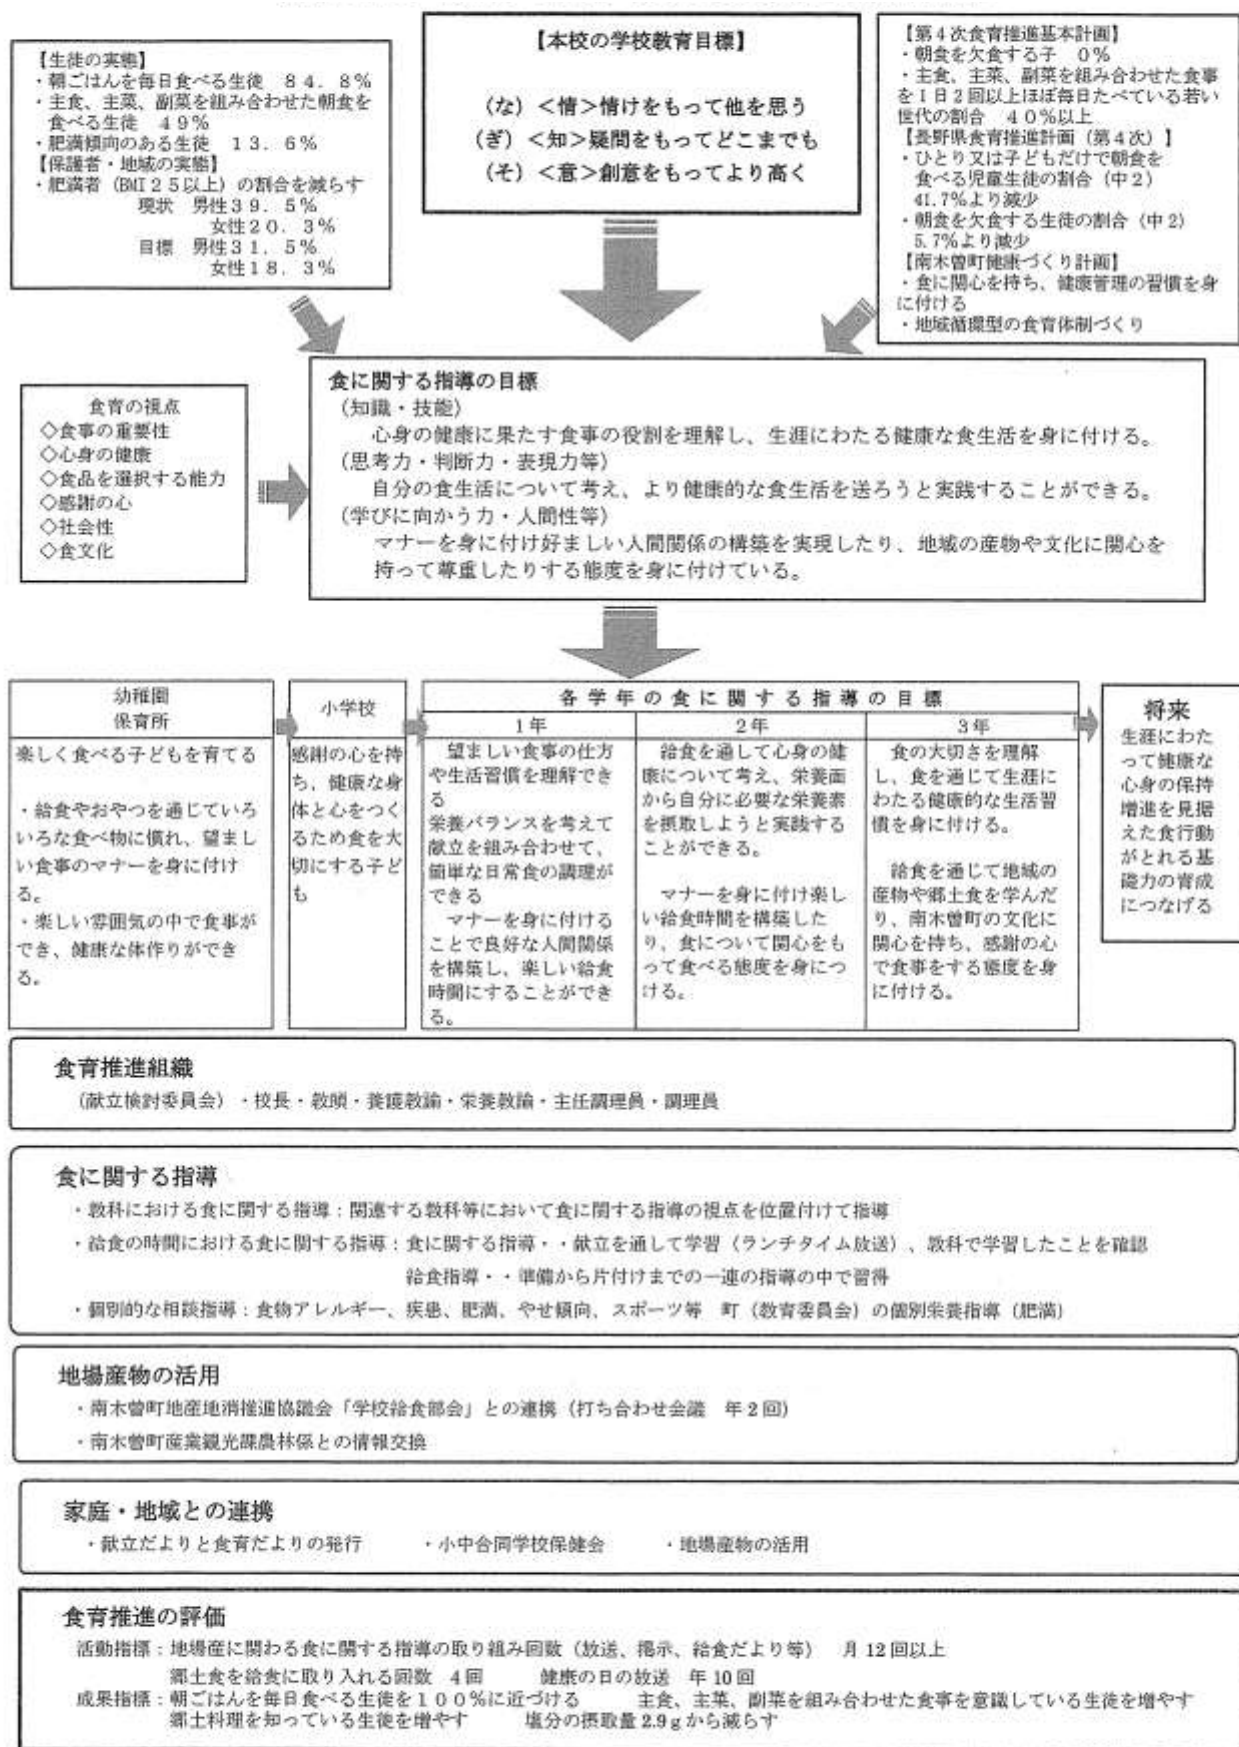 【本校の学校教育目標】
(な)<情>情けをもって他を思う
(ぎ)<知>疑問をもってどこまでも
(そ)<意>創意をもってより高く
【生徒の実態】
・朝ごはんを毎日食べる生徒 84.8%
・主食、主菜、副菜を組み合わせた朝食を
食べる生徒 49%
・肥満傾向のある生徒 13.6%
【保護者・地域の実態】
・肥満者(BMI25以上)の割合を減らす
現状 男性39.5%
女性20.3%
目標 男性31.5%
女性18.3%
【第4次食育推進基本計画】
・朝食を欠食する子 0%
・主食、主菜、副菜を組み合わせた食事
を1日2回以上ほぼ毎日たべている若い
世代の割合 40%以上
【長野県食育推進計画(第4次)】
・ひとり又は子どもだけで朝食を
食べる児童生徒の割合(中2)
41.7%より減少
・朝食を欠食する生徒の割合(中2)
5.7%より減少
【南木曽町健康づくり計画】
・食に関心を持ち、健康管理の習慣を身
に付ける
・地域循環型の食育体制づくり
食育の視点
◇食事の重要性
◇心身の健康
◇食品を選択する能力
◇感謝の心
◇社会性
◇食文化
食に関する指導の目標
(知識・技能)
心身の健康に果たす食事の役割を理解し、生涯にわたる健康な食生活を身に付ける。
(思考力・判断力・表現力等)
自分の食生活について考え、より健康的な食生活を送ろうと実践することができる。
(学びに向かう力・人間性等)
マナーを身に付け好ましい人間関係の構築を実現したり、地域の産物や文化に関心を
持って尊重したりする態度を身に付けている。
幼稚園
保育所
楽しく食べる子どもを育てる
・給食やおやつを通じていろ
いろな食べ物に慣れ、望まし
い食事のマナーを身に付け
る。
・楽しい雰囲気の中で食事が
でき、健康な体作りができ
る。
小学校
感謝の心を持
ち、健康な身
体と心をつく
るため食を大
切にする子ど
も
各学年の食に関する指導の目標
1年
望ましい食事の仕方
や生活習慣を理解でき
る
栄養バランスを考えて
献立を組み合わせて、
簡単な日常食の調理が
できる
マナーを身に付ける
ことで良好な人間関係
を構築し、楽しい給食
時間にすることができ
る。
2年
給食を通して心身の健
康について考え、栄養面
から自分に必要な栄養素
を摂取しようと実践する
ことができる。
マナーを身に付け楽し
い給食時間を構築した
り、食について関心をも
って食べる態度を身につ
ける。
3年
食の大切さを理解
し、食を通じて生涯に
わたる健康的な生活習
慣を身に付ける。
給食を通じて地域の
産物や郷土食を学んだ
り、南木曽町の文化に
関心を持ち、感謝の心
で食事をする態度を身
に付ける。
将来
生涯にわた
って健康な
心身の保持
増進を見据
えた食行動
がとれる基
礎力の育成
につなげる
食育推進組織
(献立検討委員会)・校長・教頭・養護教諭・栄養教諭・主任調理員・調理員
食に関する指導
・教科における食に関する指導:関連する教科等において食に関する指導の視点を位置付けて指導
・給食の時間における食に関する指導:食に関する指導・・献立を通して学習(ランチタイム放送)、教科で学習したことを確認
給食指導・・準備から片付けまでの一連の指導の中で習得
・個別的な相談指導:食物アレルギー、疾患、肥満、やせ傾向、スポーツ等 町(教育委員会)の個別栄養指導(肥満)
地場産物の活用
・南木曽町地産地消推進協議会「学校給食部会」との連携(打ち合わせ会議 年2回)
・南木曽町産業観光課農林係との情報交換
家庭・地域との連携
・献立だよりと食育だよりの発行 ・小中合同学校保健会 ・地場産物の活用
食育推進の評価
活動指標:地場産に関わる食に関する指導の取り組み回数(放送、掲示、給食だより等) 月12回以上
郷土食を給食に取り入れる回数 4回 健康の日の放送 年10回
成果指標:朝ごはんを毎日食べる生徒を100%に近づける 主食、主菜、副菜を組み合わせた食事を意識している生徒を増やす
郷土料理を知っている生徒を増やす 塩分の摂取量2.9gから減らす